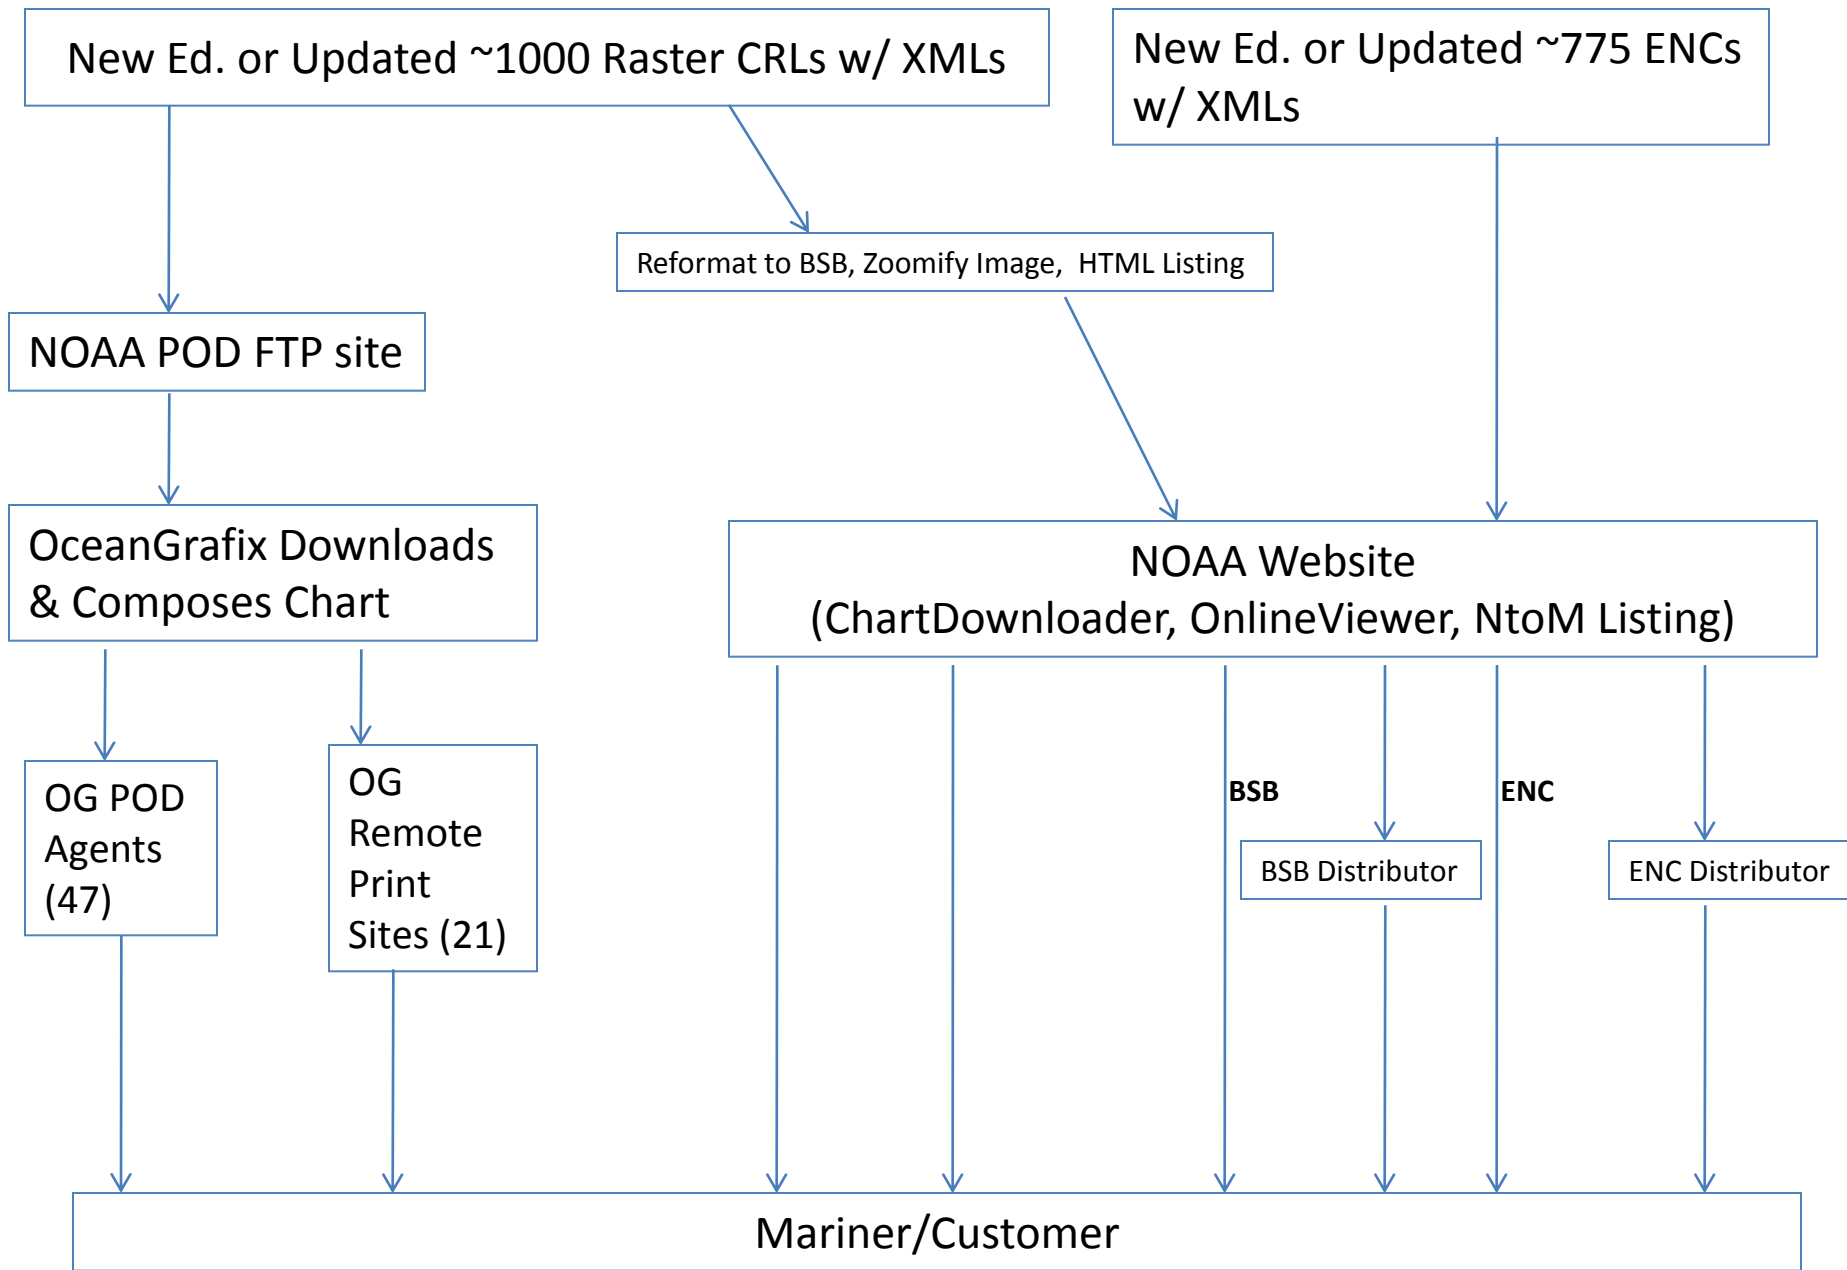 New Ed. or Updated ~1000 Raster CRLs w/ XMLs
New Ed. or Updated ~775 ENCs
w/ XMLs
Reformat to BSB, Zoomify Image, HTML Listing
NOAA POD FTP site
OceanGrafix Downloads
& Composes Chart
NOAA Website
(ChartDownloader, OnlineViewer, NtoM Listing)
OG POD
Agents
(47)
OG
Remote
Print
Sites (21)
BSB
ENC
BSB Distributor
ENC Distributor
Mariner/Customer